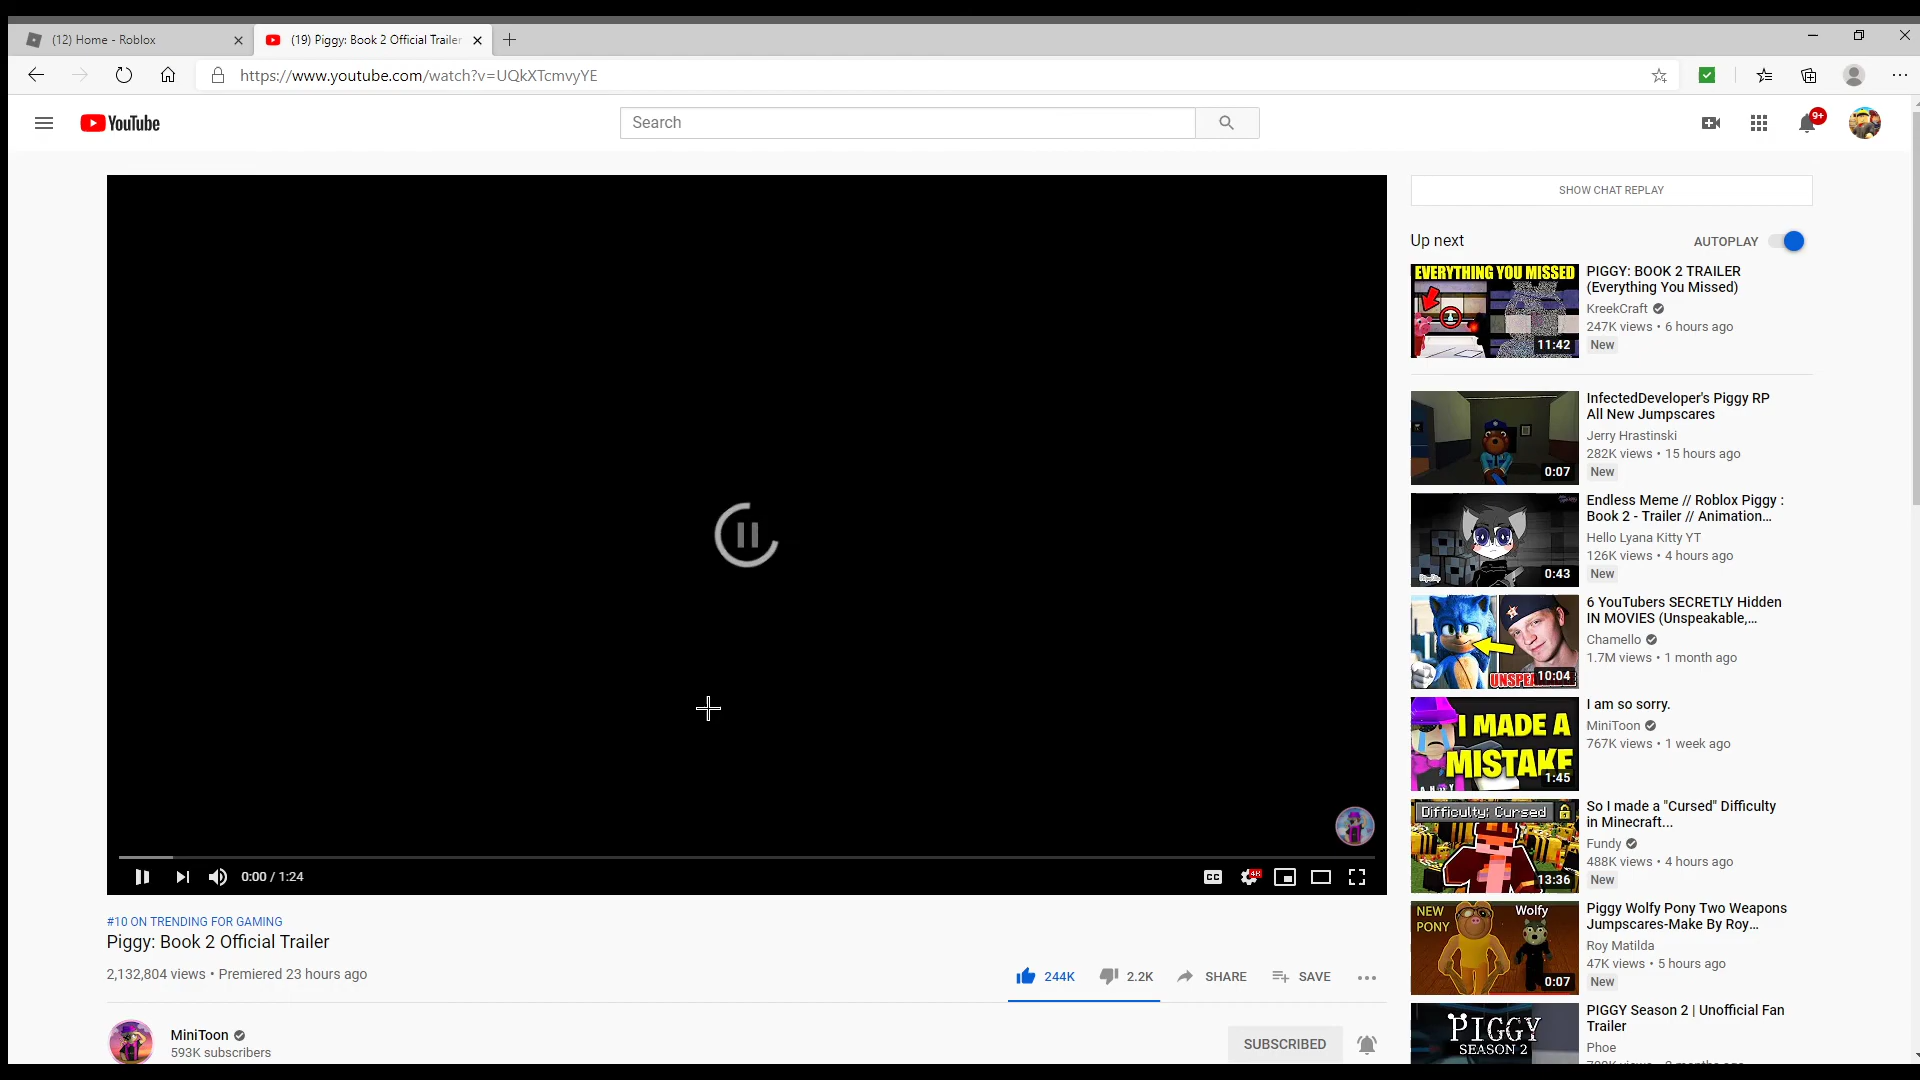 (12) Home - Roblox
(19) Piggy: Book 2 Official Trailer
https://www.youtube.com/watch?v=UQkXTcmvyYE
YouTube
Search
9+
SHOW CHAT REPLAY
Up next
AUTOPLAY
EVERYTHING YOU MISSED
11:42
PIGGY: BOOK 2 TRAILER
(Everything You Missed)
KreekCraft
247K views • 6 hours ago
New
0:07
InfectedDeveloper's Piggy RP
All New Jumpscares
Jerry Hrastinski
282K views • 15 hours ago
New
0:43
Endless Meme // Roblox Piggy :
Book 2 - Trailer // Animation...
Hello Lyana Kitty YT
126K views • 4 hours ago
New
UNSPE
10:04
6 YouTubers SECRETLY Hidden
IN MOVIES (Unspeakable,...
Chamello
1.7M views • 1 month ago
I MADE A
MISTAKE
1:45
I am so sorry.
MiniToon
767K views • 1 week ago
Difficulty: Cursed
13:36
So I made a "Cursed" Difficulty
in Minecraft...
Fundy
488K views • 4 hours ago
New
NEW
PONY
Wolfy
0:07
Piggy Wolfy Pony Two Weapons
Jumpscares-Make By Roy...
Roy Matilda
47K views • 5 hours ago
New
PIGGY
SEASON 2
PIGGY Season 2 | Unofficial Fan
Trailer
Phoe
0:00 / 1:24
CC
4K
#10 ON TRENDING FOR GAMING
Piggy: Book 2 Official Trailer
2,132,804 views • Premiered 23 hours ago
244K
2.2K
SHARE
SAVE
MiniToon
593K subscribers
SUBSCRIBED